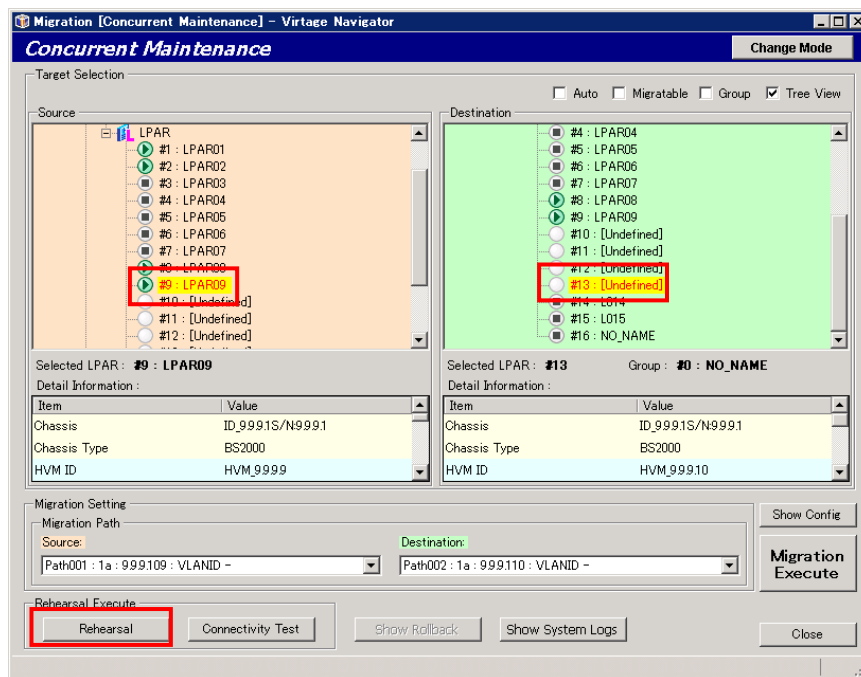 Migration [Concurrent Maintenance] - Virtage Navigator
Concurrent Maintenance
Change Mode
Target Selection
Auto Migratable Group Tree View
Source
LPAR
#1 : LPAR01
#2 : LPAR02
#3 : LPAR03
#4 : LPAR04
#5 : LPAR05
#6 : LPAR06
#7 : LPAR07
#8 : LPAR08
#9 : LPAR09
#10 : [Undefined]
#11 : [Undefined]
#12 : [Undefined]
Destination
#4 : LPAR04
#5 : LPAR05
#6 : LPAR06
#7 : LPAR07
#8 : LPAR08
#9 : LPAR09
#10 : [Undefined]
#11 : [Undefined]
#12 : [Undefined]
#13 : [Undefined]
#14 : L014
#15 : L015
#16 : NO_NAME
Selected LPAR : #9 : LPAR09
Detail Information :
Item Value
Chassis ID_9.9.9.1S/N:9.9.9.1
Chassis Type BS2000
HVM ID HVM_9.9.9.9
Selected LPAR : #13 Group : #0 : NO_NAME
Detail Information :
Item Value
Chassis ID_9.9.9.1S/N:9.9.9.1
Chassis Type BS2000
HVM ID HVM_9.9.9.10
Migration Setting
Migration Path
Source:
Path001 : 1a : 9.9.9.109 : VLANID -
Destination:
Path002 : 1a : 9.9.9.110 : VLANID -
Show Config
Migration
Execute
Rehearsal Execute
Rehearsal
Connectivity Test
Show Rollback
Show System Logs
Close